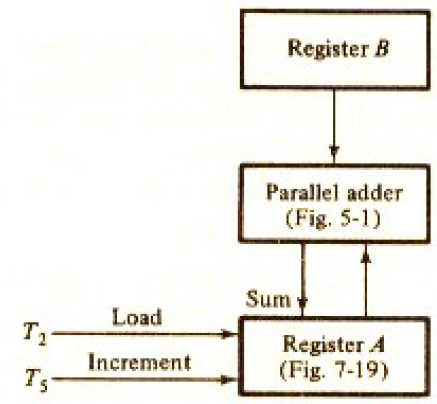 Register B
Parallel adder
(Fig. 5-1)
Sum
T2 Load
Register A
(Fig. 7-19)
T5 Increment